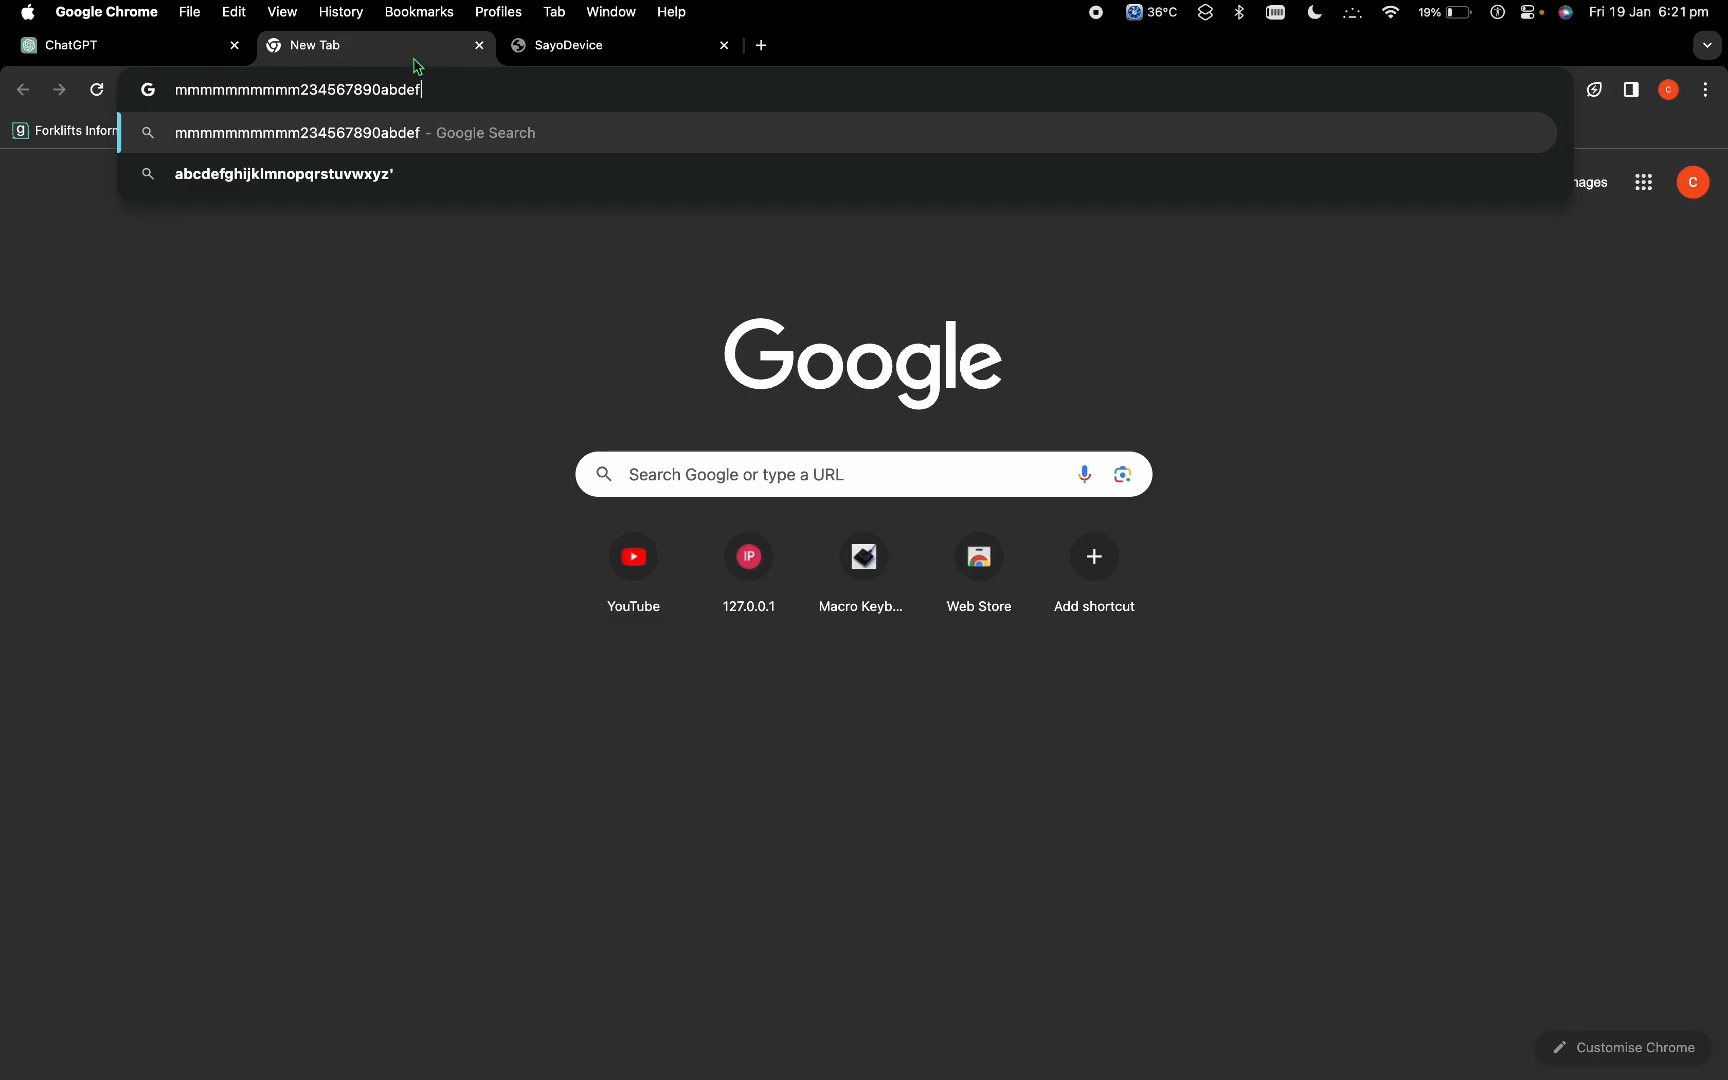 Google Chrome File Edit View History Bookmarks Profiles Tab Window Help 36°C 19% Fri 19 Jan 6:21 pm
ChatGPT New Tab SayoDevice
mmmmmmmmmm234567890abdef
Forklifts Inform
mmmmmmmmmm234567890abdef - Google Search
abcdefghijklmnopqrstuvwxyz'
nages C
Google
Search Google or type a URL
IP
YouTube 127.0.0.1 Macro Keyb... Web Store Add shortcut
Customise Chrome